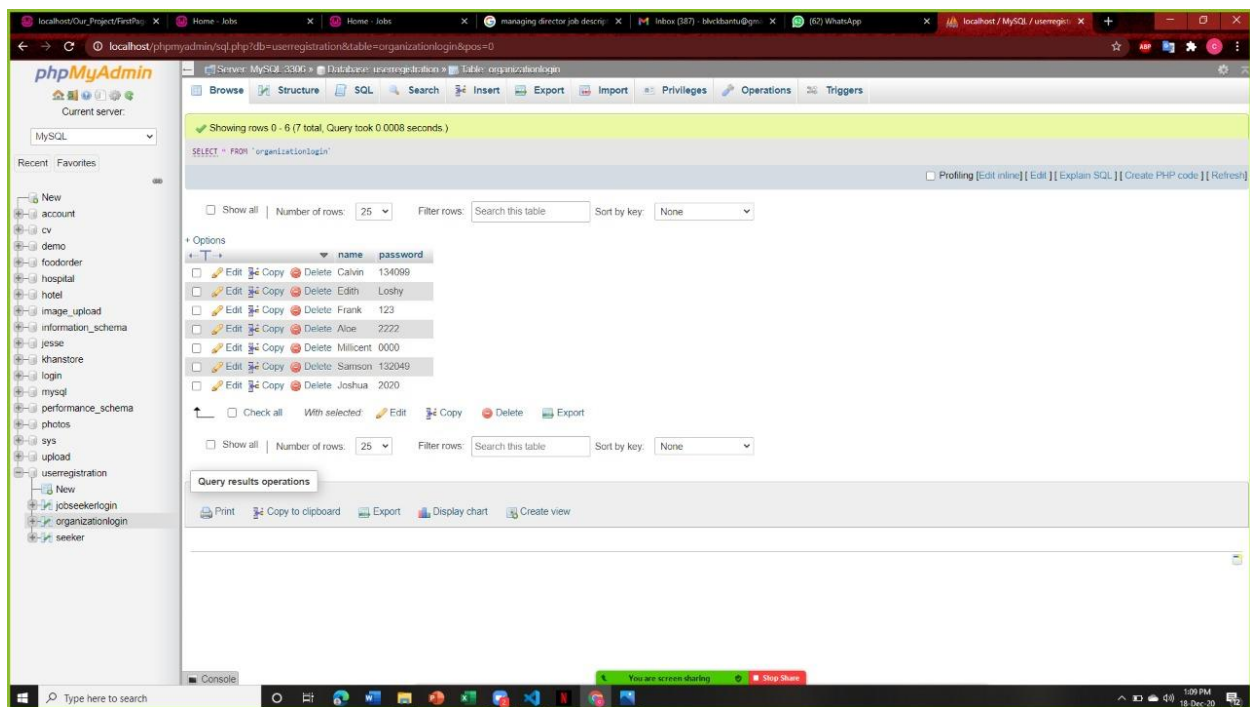 localhost/Our_Project/FirstPag
Home - Jobs
Home - Jobs
managing director job descript
Inbox (387) - blvckbantu@gm
(62) WhatsApp
localhost / MySQL / userregistr
localhost/phpmyadmin/sql.php?db=userregistration&table=organizationlogin&pos=0
ABP
phpMyAdmin
Current server:
MySQL
Recent Favorites
New
account
cv
demo
foodorder
hospital
hotel
image_upload
information_schema
jesse
khanstore
login
mysql
performance_schema
photos
sys
upload
userregistration
New
jobseekerlogin
organizationlogin
seeker
Server: MySQL:3306 » Database: userregistration » Table: organizationlogin
Browse Structure SQL Search Insert Export Import Privileges Operations Triggers
Showing rows 0 - 6 (7 total, Query took 0.0008 seconds.)
SELECT * FROM `organizationlogin`
Profiling [Edit inline] [ Edit ] [ Explain SQL ] [ Create PHP code ] [ Refresh]
Show all | Number of rows: 25 Filter rows: Search this table Sort by key: None
+ Options
name password
Edit Copy Delete Calvin 134099
Edit Copy Delete Edith Loshy
Edit Copy Delete Frank 123
Edit Copy Delete Aloe 2222
Edit Copy Delete Millicent 0000
Edit Copy Delete Samson 132049
Edit Copy Delete Joshua 2020
Check all With selected: Edit Copy Delete Export
Show all | Number of rows: 25 Filter rows: Search this table Sort by key: None
Query results operations
Print Copy to clipboard Export Display chart Create view
Console
You are screen sharing Stop Share
Type here to search
1:09 PM
18-Dec-20